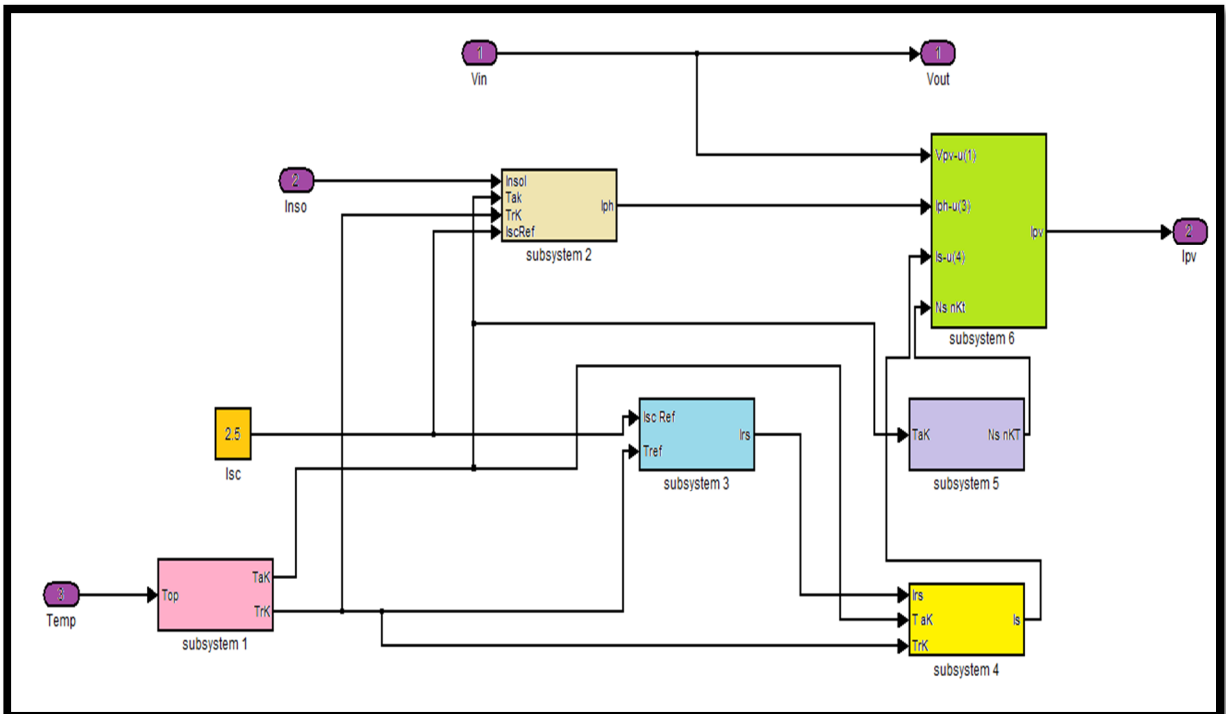 1
Vin
1
Vout
2
Inso
Insol
Tak
TrK
IscRef
Iph
subsystem 2
Vpv-u(1)
Iph-u(3)
Is-u(4)
Ns nKt
Ipv
subsystem 6
2
Ipv
2.5
Isc
Isc Ref
Tref
Irs
subsystem 3
TaK
Ns nKT
subsystem 5
3
Temp
Top
TaK
TrK
subsystem 1
Irs
T aK
TrK
Is
subsystem 4